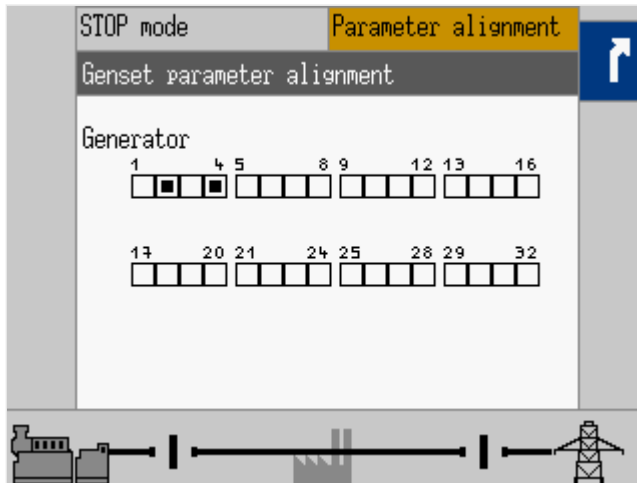 STOP mode Parameter alignment
Genset parameter alignment
Generator
1 4 5 8 9 12 13 16
17 20 21 24 25 28 29 32